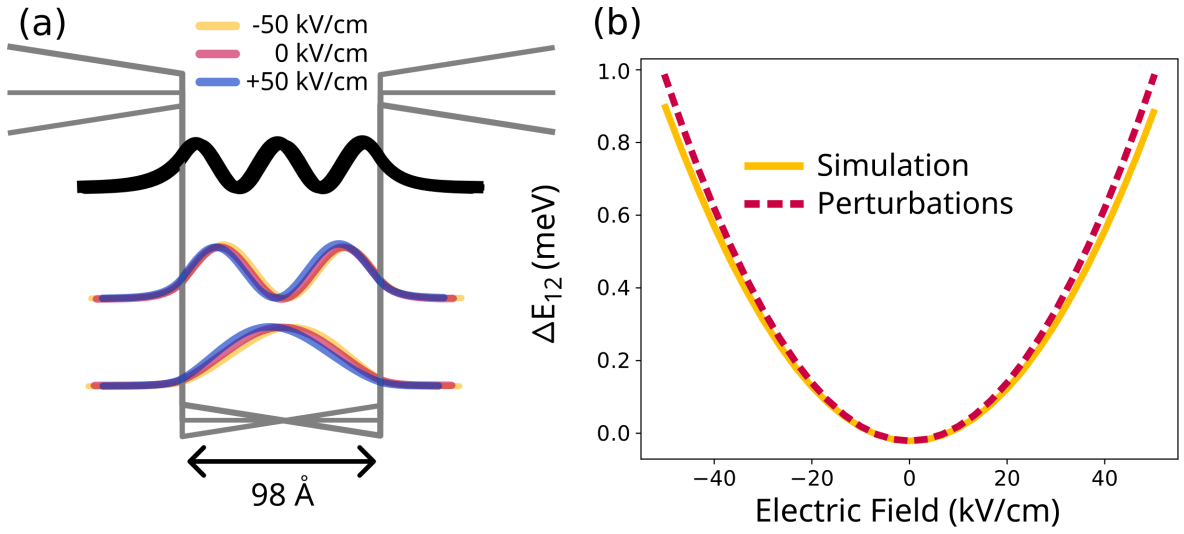 (a)
-50 kV/cm
0 kV/cm
+50 kV/cm
98 Å
(b)
1.0
0.8
0.6
0.4
0.2
0.0
ΔE₁₂ (meV)
Simulation
Perturbations
−40
−20
0
20
40
Electric Field (kV/cm)